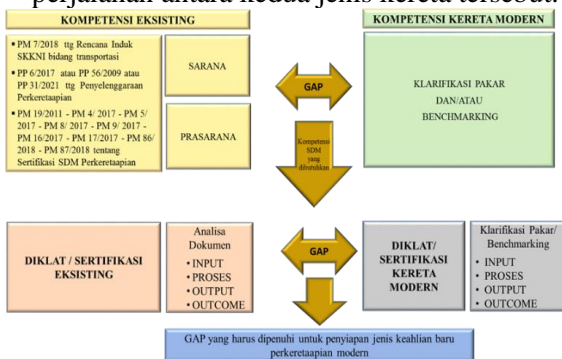 perjalanan antara kedua jenis kereta tersebut.
KOMPETENSI EKSISTING
▪ PM 7/2018 ttg Rencana Induk
SKKNI bidang transportasi
▪ PP 6/2017 atau PP 56/2009 atau
PP 31/2021 ttg Penyelenggaraan
Perkeretaapian
▪ PM 19/2011 - PM 4/ 2017 - PM 5/
2017 - PM 8/ 2017 - PM 9/ 2017 -
PM 16/2017 - PM 17/2017 - PM 86/
2018 - PM 87/2018 tentang
Sertifikasi SDM Perkeretaapian
SARANA
PRASARANA
GAP
KOMPETENSI KERETA MODERN
KLARIFIKASI PAKAR
DAN/ATAU
BENCHMARKING
Kompetensi
SDM
yang
dibutuhkan
DIKLAT / SERTIFIKASI
EKSISTING
Analisa
Dokumen
• INPUT
• PROSES
• OUTPUT
• OUTCOME
GAP
DIKLAT/
SERTIFIKASI
KERETA
MODERN
Klarifikasi Pakar/
Benchmarking
• INPUT
• PROSES
• OUTPUT
• OUTCOME
GAP yang harus dipenuhi untuk penyiapan jenis keahlian baru
perkeretaapian modern